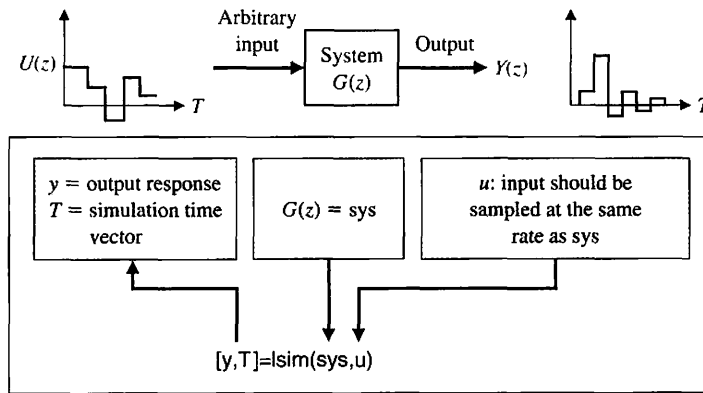 Arbitrary
input
Output
U(z)
System
G(z)
Y(z)
T
T
y = output response
T = simulation time
vector
G(z) = sys
u: input should be
sampled at the same
rate as sys
[y,T]=lsim(sys,u)